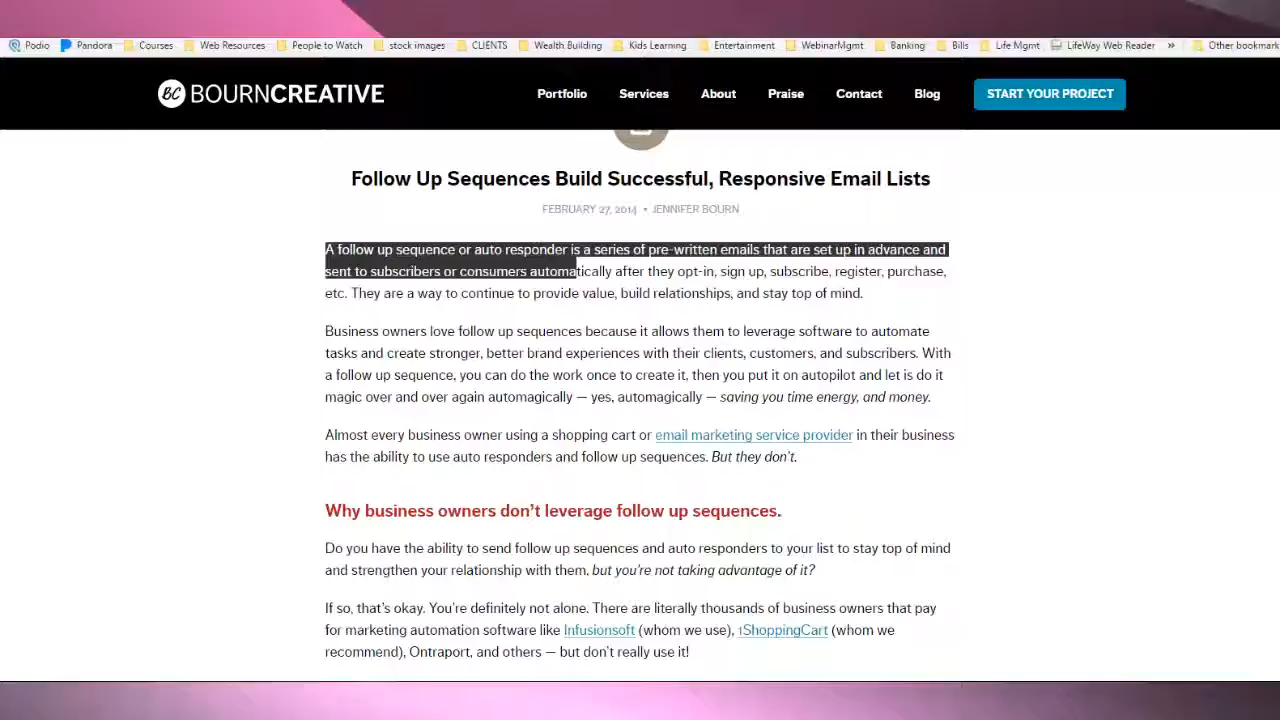 Podio Pandora Courses Web Resources People to Watch stock images CLIENTS Wealth Building Kids Learning Entertainment WebinarMgmt Banking Bills Life Mgmt LifeWay Web Reader » Other bookmark
BC BOURNCREATIVE Portfolio Services About Praise Contact Blog START YOUR PROJECT
Follow Up Sequences Build Successful, Responsive Email Lists
FEBRUARY 27, 2014 • JENNIFER BOURN
A follow up sequence or auto responder is a series of pre-written emails that are set up in advance and
sent to subscribers or consumers automatically after they opt-in, sign up, subscribe, register, purchase,
etc. They are a way to continue to provide value, build relationships, and stay top of mind.
Business owners love follow up sequences because it allows them to leverage software to automate
tasks and create stronger, better brand experiences with their clients, customers, and subscribers. With
a follow up sequence, you can do the work once to create it, then you put it on autopilot and let is do it
magic over and over again automagically — yes, automagically — saving you time energy, and money.
Almost every business owner using a shopping cart or email marketing service provider in their business
has the ability to use auto responders and follow up sequences. But they don't.
Why business owners don't leverage follow up sequences.
Do you have the ability to send follow up sequences and auto responders to your list to stay top of mind
and strengthen your relationship with them, but you're not taking advantage of it?
If so, that's okay. You're definitely not alone. There are literally thousands of business owners that pay
for marketing automation software like Infusionsoft (whom we use), 1ShoppingCart (whom we
recommend), Ontraport, and others — but don't really use it!